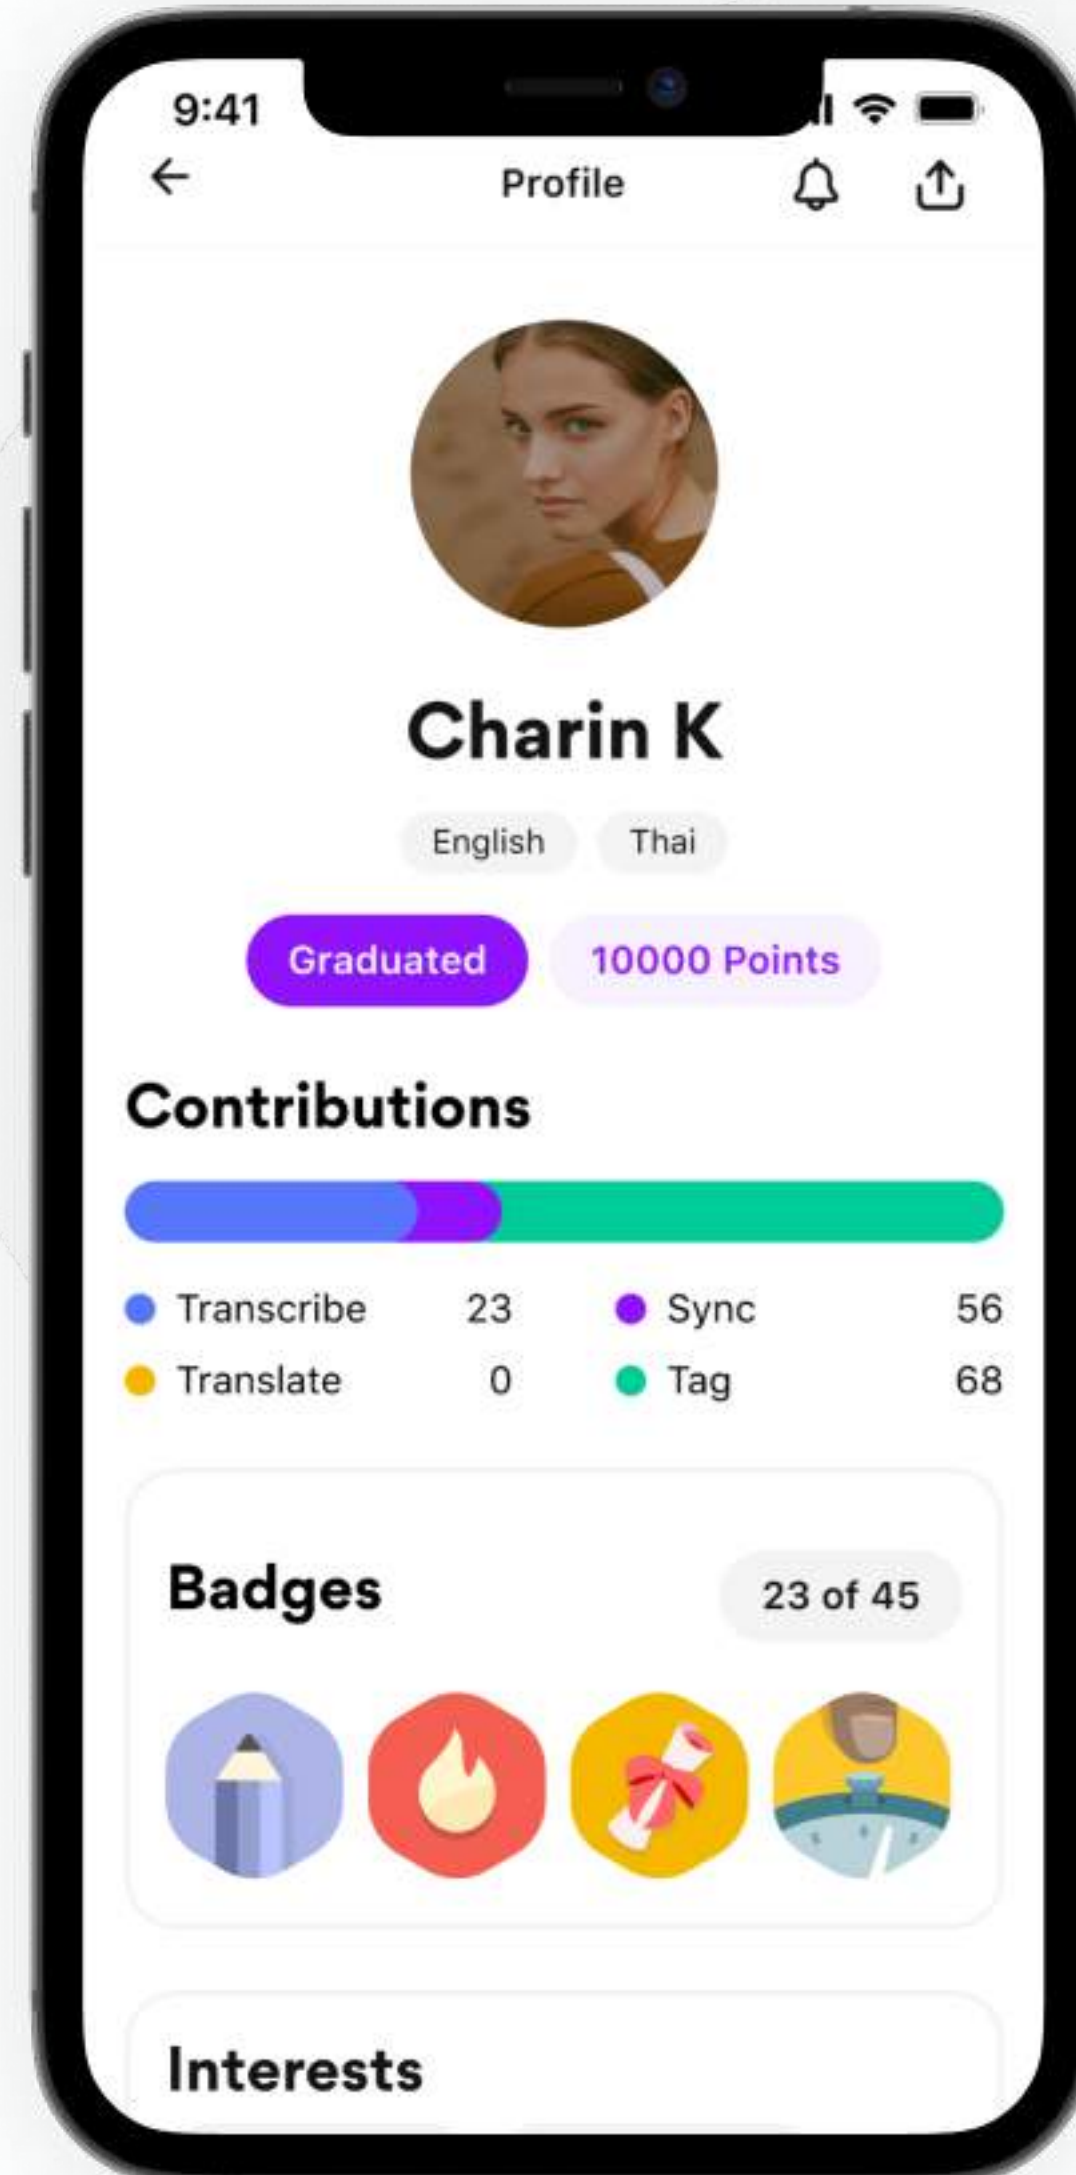 9:41
Profile
Charin K
English Thai
Graduated 10000 Points
Contributions
Transcribe 23 Sync 56
Translate 0 Tag 68
Badges 23 of 45
Interests